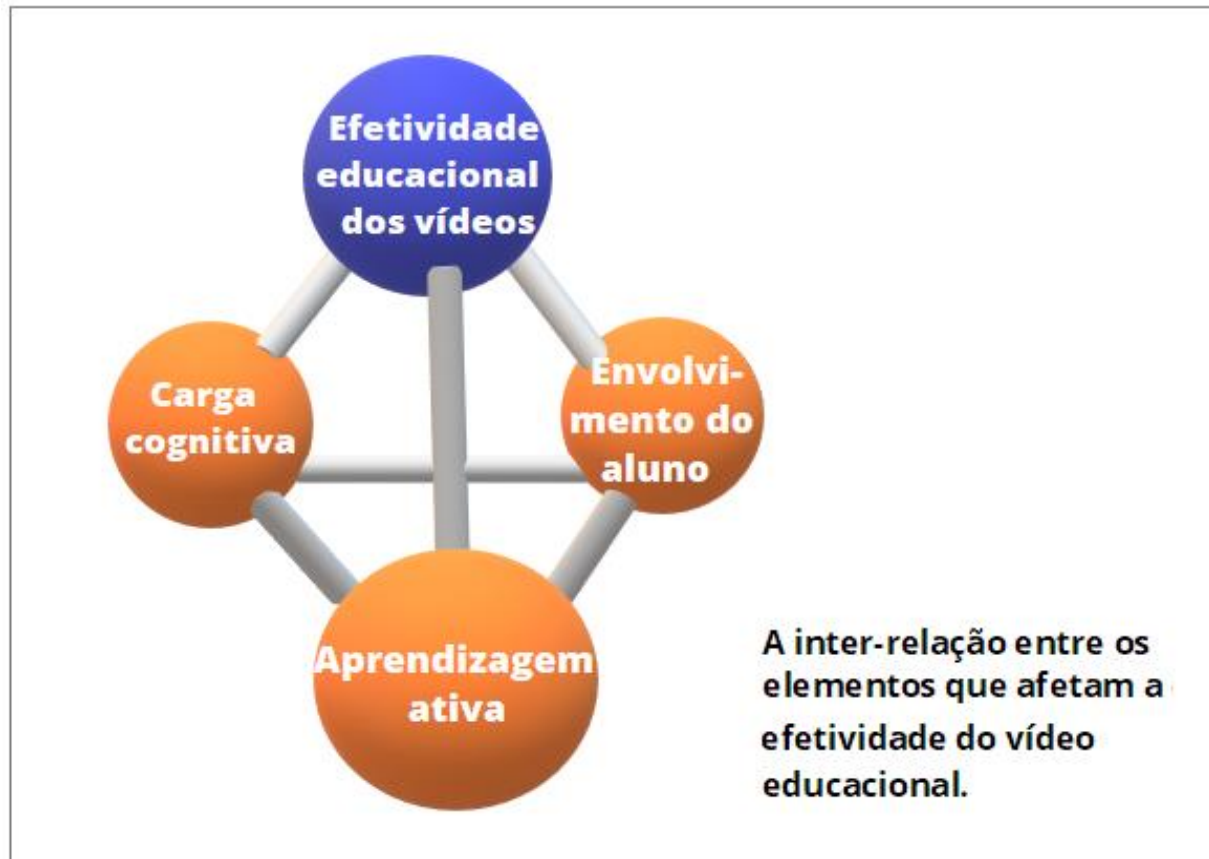 Efetividade
educacional
dos vídeos
Carga
cognitiva
Envolvi-
mento do
aluno
Aprendizagem
ativa
A inter-relação entre os
elementos que afetam a
efetividade do vídeo
educacional.